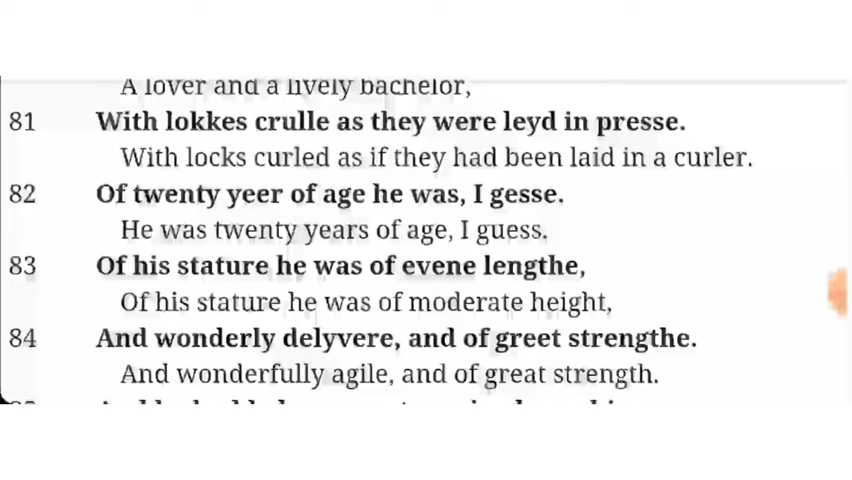 A lover and a lively bachelor,
81 With lokkes crulle as they were leyd in presse.
With locks curled as if they had been laid in a curler.
82 Of twenty yeer of age he was, I gesse.
He was twenty years of age, I guess.
83 Of his stature he was of evene lengthe,
Of his stature he was of moderate height,
84 And wonderly delyvere, and of greet strengthe.
And wonderfully agile, and of great strength.